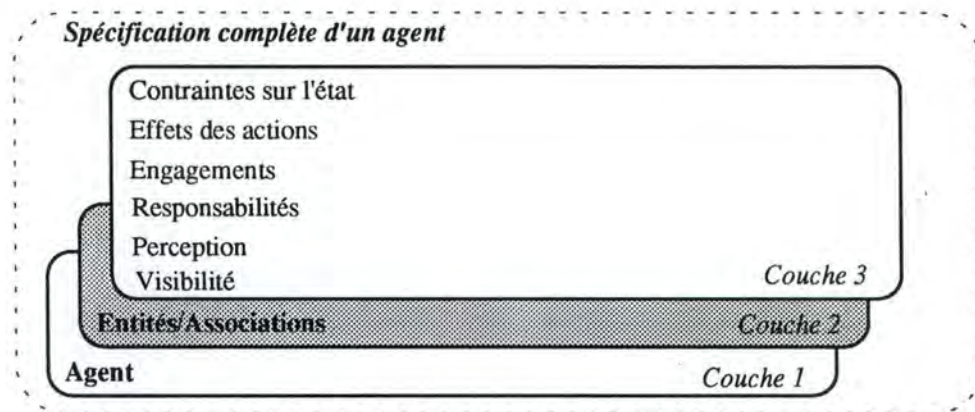 Spécification complète d'un agent
Contraintes sur l'état
Effets des actions
Engagements
Responsabilités
Perception
Visibilité
Couche 3
Entités/Associations
Couche 2
Agent
Couche 1